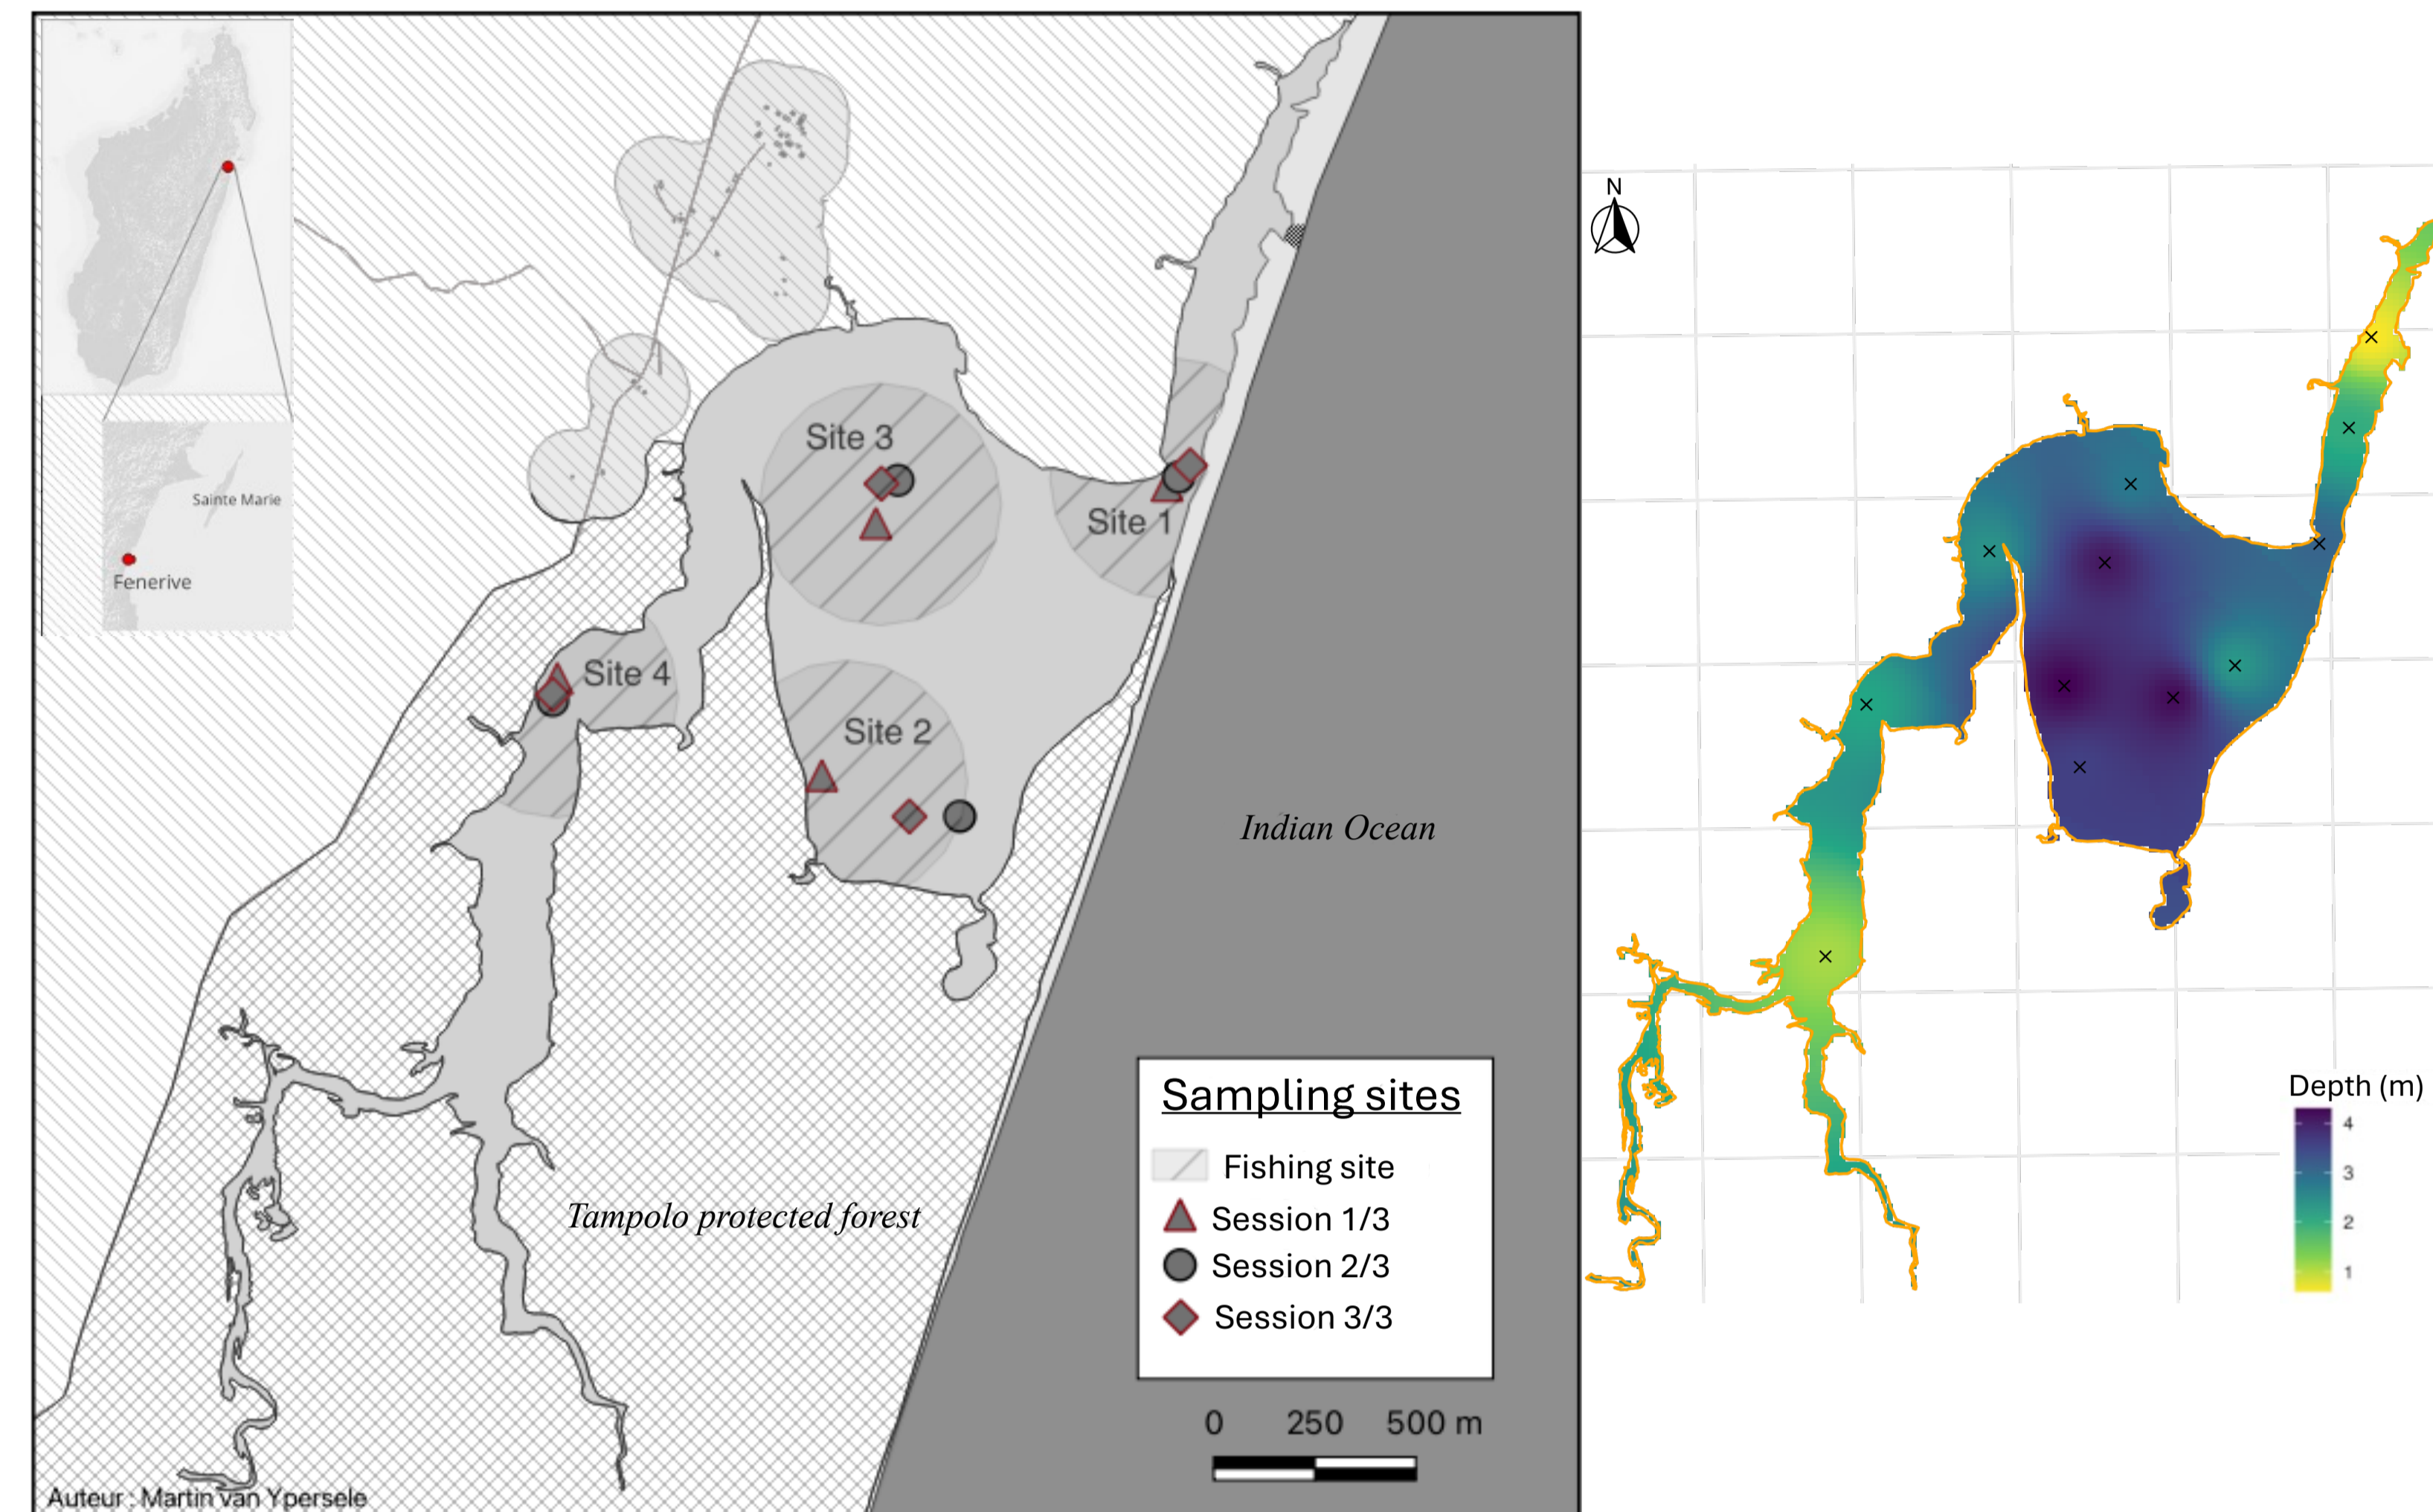 Sainte Marie
Fenerive
Site 3
Site 1
Site 4
Site 2
Indian Ocean
Tampolo protected forest
Sampling sites
Fishing site
Session 1/3
Session 2/3
Session 3/3
0 250 500 m
Auteur : Martin van Ypersele
N
Depth (m)
4
3
2
1